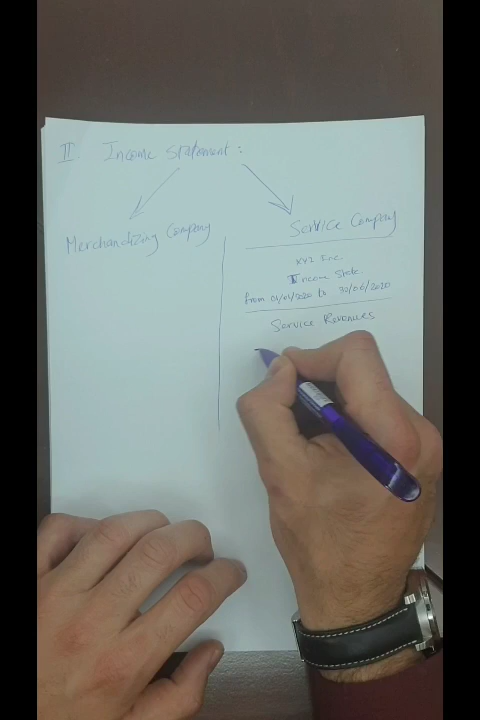 II Income Statement:
Merchandizing Company
Service Company
XYZ Inc.
Income State.
from 01/01/2020 to 30/06/2020
Service Revenues